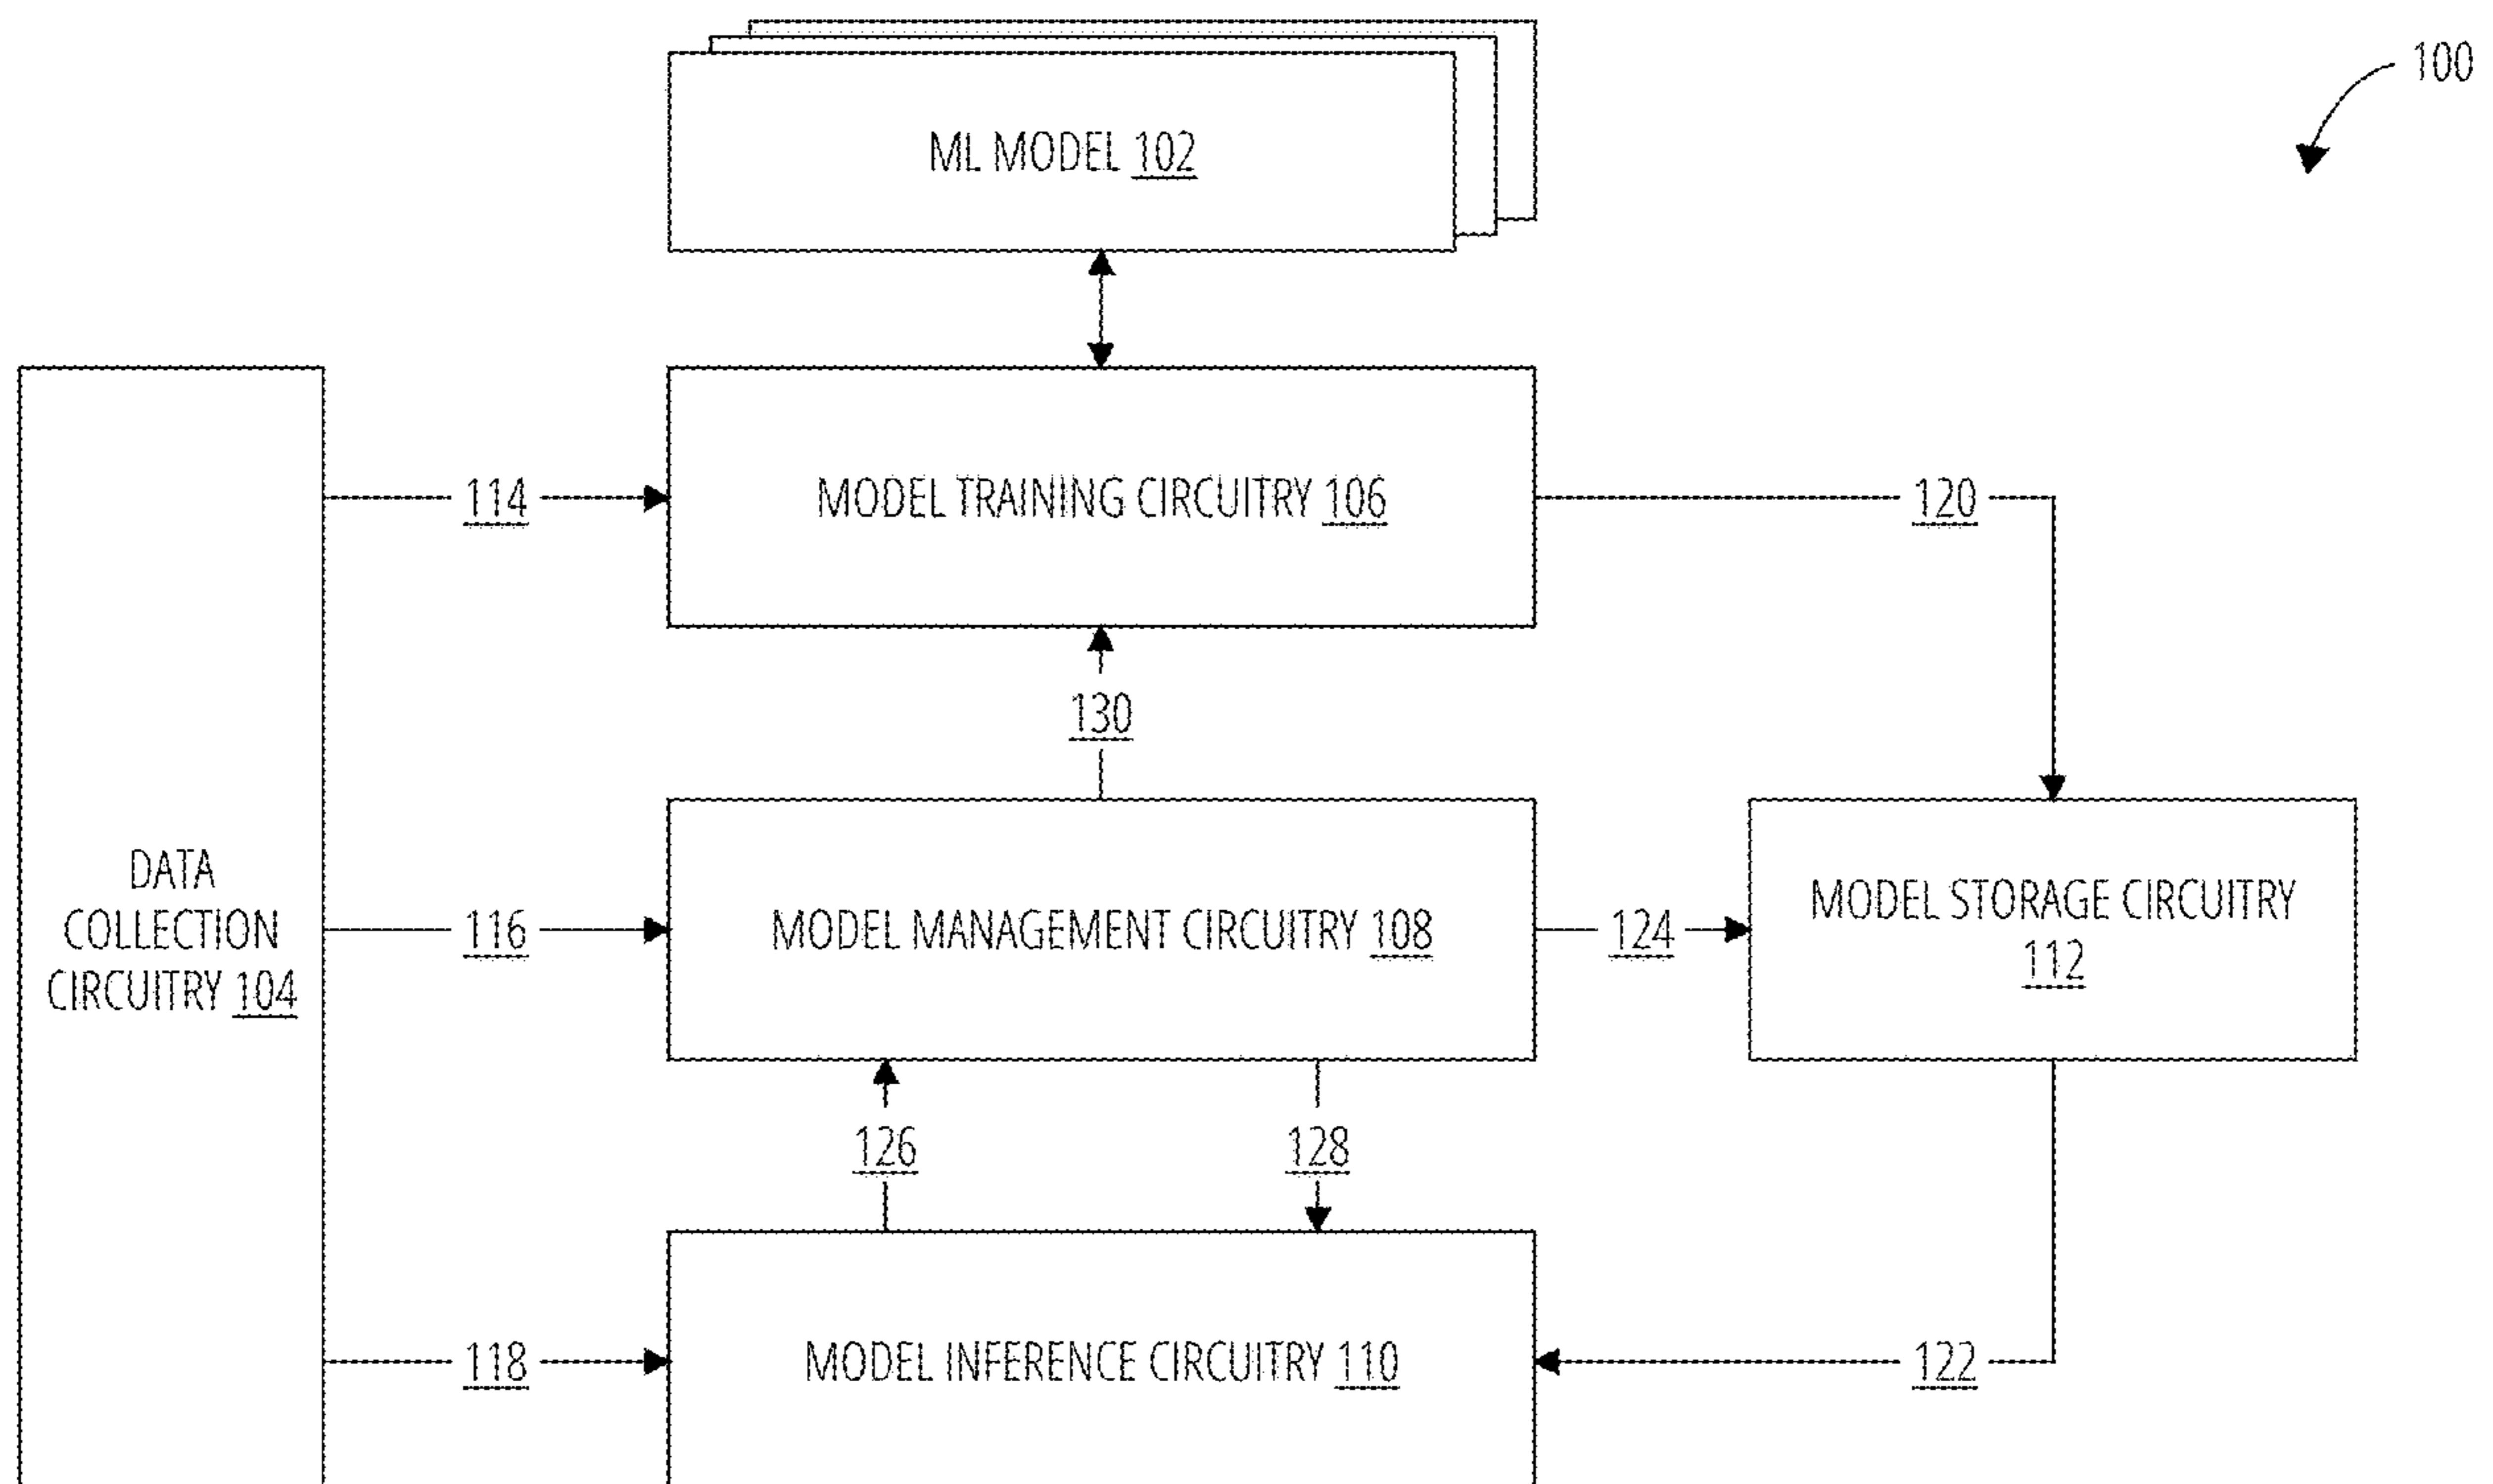 100
ML MODEL 102
114
MODEL TRAINING CIRCUITRY 106
120
130
DATA
COLLECTION
CIRCUITRY 104
116
MODEL MANAGEMENT CIRCUITRY 108
124
MODEL STORAGE CIRCUITRY
112
126
128
118
MODEL INFERENCE CIRCUITRY 110
122